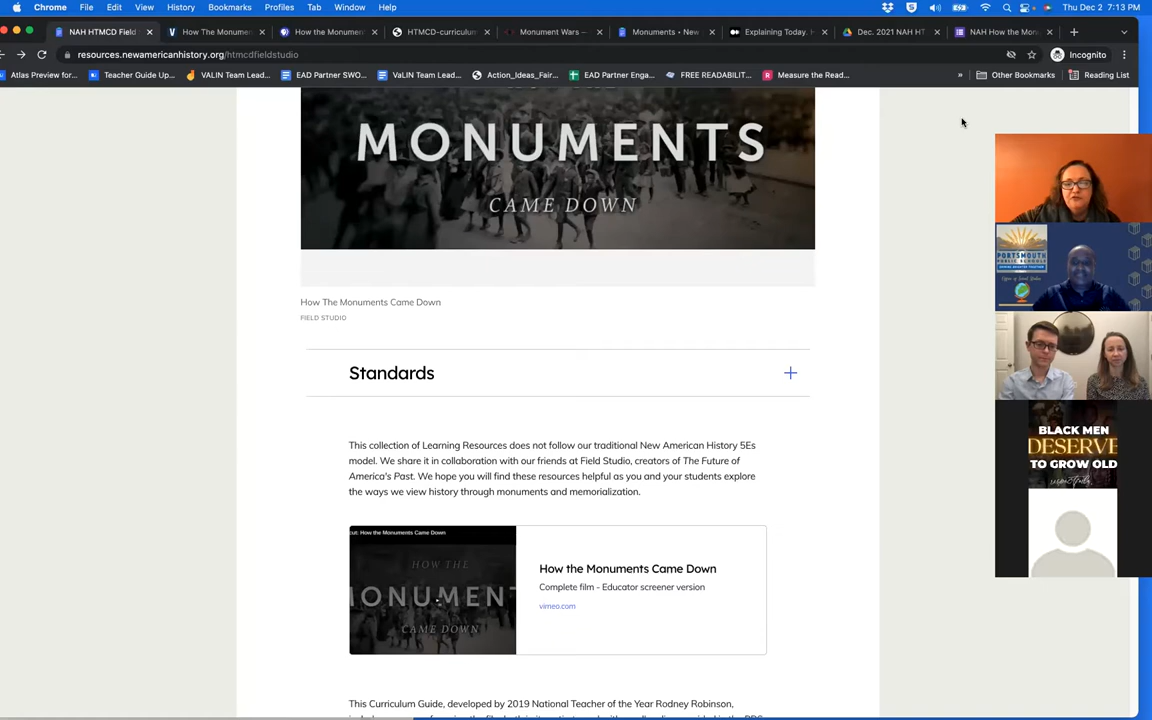 Chrome File Edit View History Bookmarks Profiles Tab Window Help Thu Dec 2 7:13 PM
NAH HTMCD Field How The Monumen How the Monument HTMCD-curriculum Monument Wars — Monuments • New Explaining Today. H Dec. 2021 NAH HT NAH How the Mon
resources.newamericanhistory.org/htmcdfieldstudio Incognito
Atlas Preview for... Teacher Guide Up... VALIN Team Lead... EAD Partner SWO... VaLIN Team Lead... Action_Ideas_Fair... EAD Partner Enga... FREE READABILIT... Measure the Read... » Other Bookmarks Reading List
MONUMENTS
CAME DOWN
How The Monuments Came Down
FIELD STUDIO
Standards
This collection of Learning Resources does not follow our traditional New American History 5Es
model. We share it in collaboration with our friends at Field Studio, creators of The Future of
America's Past. We hope you will find these resources helpful as you and your students explore
the ways we view history through monuments and memorialization.
cut: How the Monuments Came Down
HOW THE
MONUMENT
CAME DOWN
How the Monuments Came Down
Complete film - Educator screener version
vimeo.com
This Curriculum Guide, developed by 2019 National Teacher of the Year Rodney Robinson,
PORTSMOUTH
PUBLIC SCHOOLS
BLACK MEN
DESERVE
TO GROW OLD